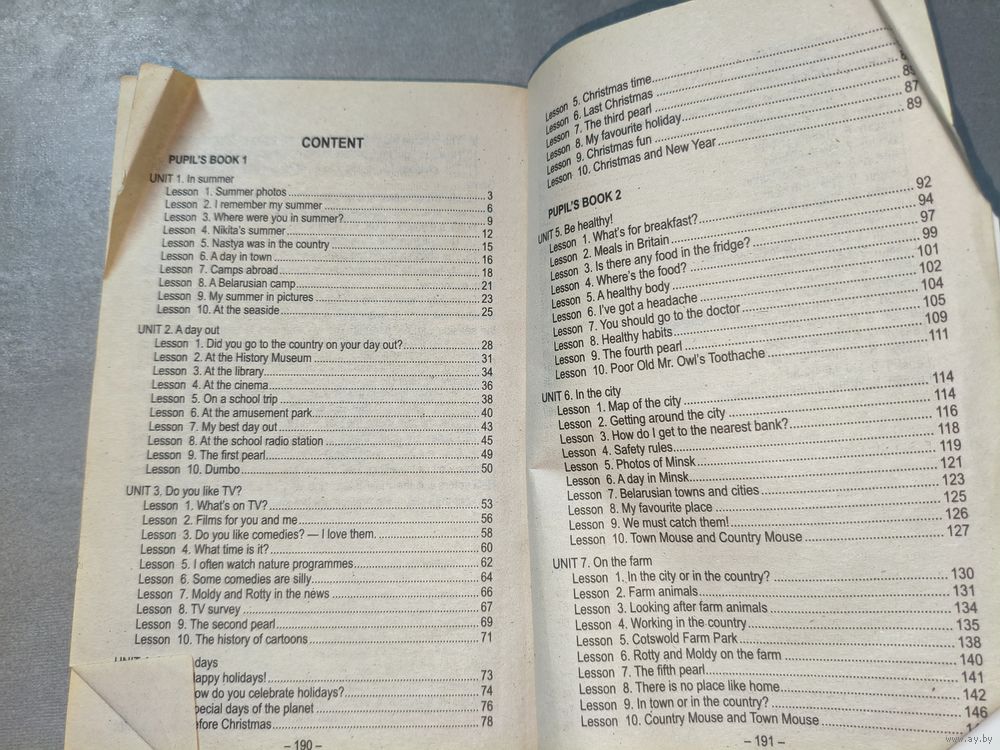 CONTENT
PUPIL'S BOOK 1
UNIT 1. In summer
Lesson 1. Summer photos 3
Lesson 2. I remember my summer 6
Lesson 3. Where were you in summer? 9
Lesson 4. Nikita's summer 12
Lesson 5. Nastya was in the country 15
Lesson 6. A day in town 16
Lesson 7. Camps abroad 18
Lesson 8. A Belarusian camp 21
Lesson 9. My summer in pictures 23
Lesson 10. At the seaside 25
UNIT 2. A day out
Lesson 1. Did you go to the country on your day out? 28
Lesson 2. At the History Museum 31
Lesson 3. At the library 34
Lesson 4. At the cinema 36
Lesson 5. On a school trip 38
Lesson 6. At the amusement park 40
Lesson 7. My best day out 43
Lesson 8. At the school radio station 45
Lesson 9. The first pearl 49
Lesson 10. Dumbo 50
UNIT 3. Do you like TV?
Lesson 1. What's on TV? 53
Lesson 2. Films for you and me 56
Lesson 3. Do you like comedies? — I love them. 58
Lesson 4. What time is it? 60
Lesson 5. I often watch nature programmes 62
Lesson 6. Some comedies are silly 64
Lesson 7. Moldy and Rotty in the news 66
Lesson 8. TV survey 67
Lesson 9. The second pearl 69
Lesson 10. The history of cartoons 71
days
appy holidays! 73
ow do you celebrate holidays? 74
pecial days of the planet 76
efore Christmas 78
– 190 –
Lesson 5. Christmas time
Lesson 6. Last Christmas
Lesson 7. The third pearl
Lesson 8. My favourite holiday
Lesson 9. Christmas fun 87
Lesson 10. Christmas and New Year 89
PUPIL'S BOOK 2
UNIT 5. Be healthy!
Lesson 1. What's for breakfast? 92
Lesson 2. Meals in Britain 94
Lesson 3. Is there any food in the fridge? 97
Lesson 4. Where's the food? 99
Lesson 5. A healthy body 101
Lesson 6. I've got a headache 102
Lesson 7. You should go to the doctor 104
Lesson 8. Healthy habits 105
Lesson 9. The fourth pearl 109
Lesson 10. Poor Old Mr. Owl's Toothache 111
UNIT 6. In the city
Lesson 1. Map of the city 114
Lesson 2. Getting around the city 114
Lesson 3. How do I get to the nearest bank? 116
Lesson 4. Safety rules 118
Lesson 5. Photos of Minsk 119
Lesson 6. A day in Minsk 121
Lesson 7. Belarusian towns and cities 123
Lesson 8. My favourite place 125
Lesson 9. We must catch them! 126
Lesson 10. Town Mouse and Country Mouse 127
UNIT 7. On the farm
Lesson 1. In the city or in the country? 130
Lesson 2. Farm animals 131
Lesson 3. Looking after farm animals 134
Lesson 4. Working in the country 135
Lesson 5. Cotswold Farm Park 138
Lesson 6. Rotty and Moldy on the farm 140
Lesson 7. The fifth pearl 141
Lesson 8. There is no place like home 142
Lesson 9. In town or in the country? 146
Lesson 10. Country Mouse and Town Mouse
– 191 –
www.ay.by